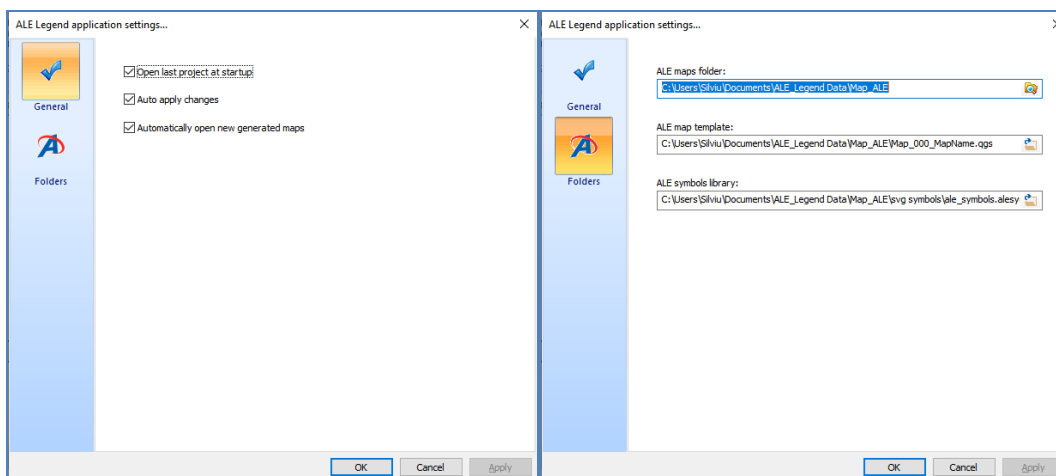 ALE Legend application settings...
General
Folders
Open last project at startup
Auto apply changes
Automatically open new generated maps
OK Cancel Apply
ALE Legend application settings...
General
Folders
ALE maps folder:
C:\Users\Silviu\Documents\ALE_Legend Data\Map_ALE
ALE map template:
C:\Users\Silviu\Documents\ALE_Legend Data\Map_ALE\Map_000_MapName.qgs
ALE symbols library:
C:\Users\Silviu\Documents\ALE_Legend Data\Map_ALE\svg symbols\ale_symbols.alesy
OK Cancel Apply